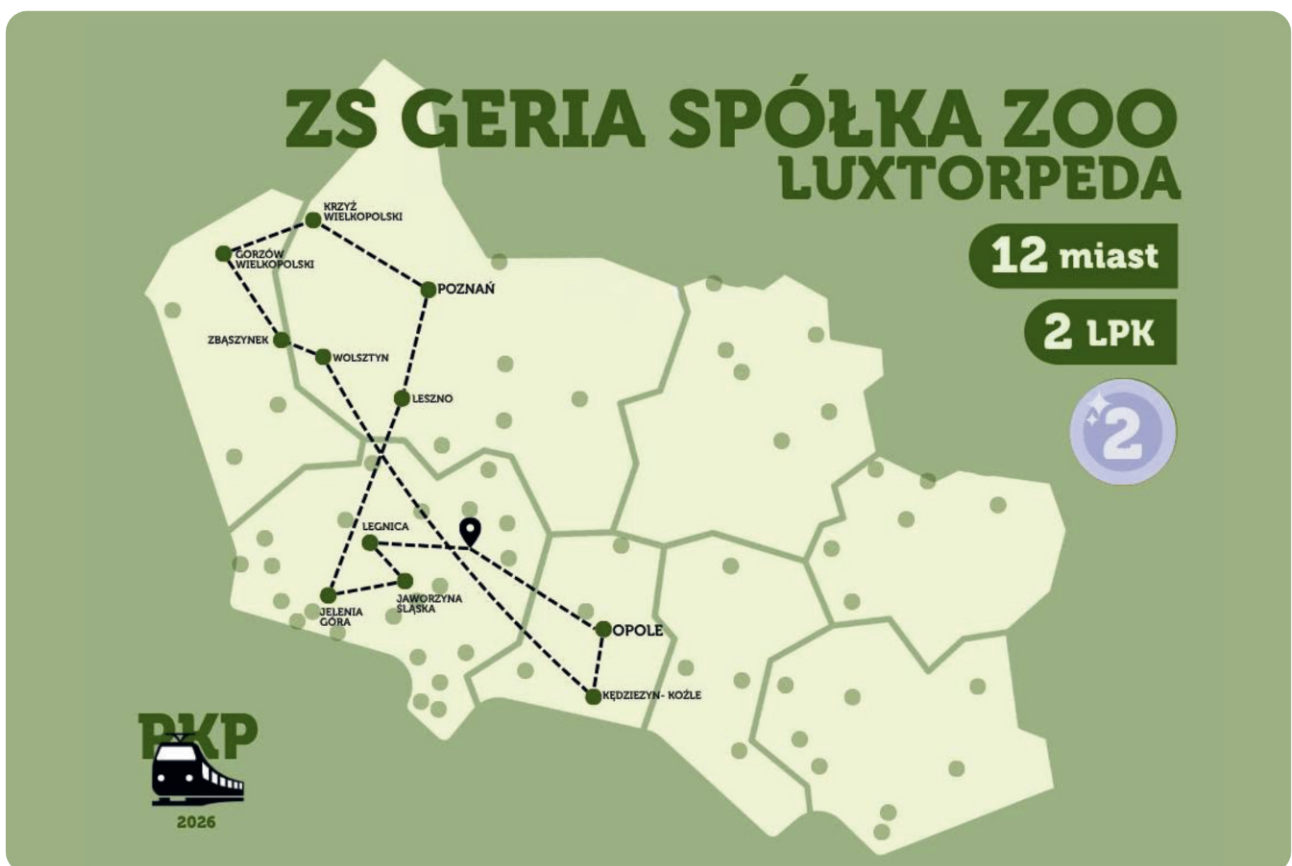 ZS GERIA SPÓŁKA ZOO
LUXTORPEDA
12 miast
2 LPK
2
KRZYŻ
WIELKOPOLSKI
GORZÓW
WIELKOPOLSKI
POZNAŃ
ZBĄSZYNEK
WOLSZTYN
LESZNO
LEGNICA
JAWORZYNA
ŚLĄSKA
JELENIA
GÓRA
OPOLE
KĘDZIEZYN- KOŹLE
PKP
2026